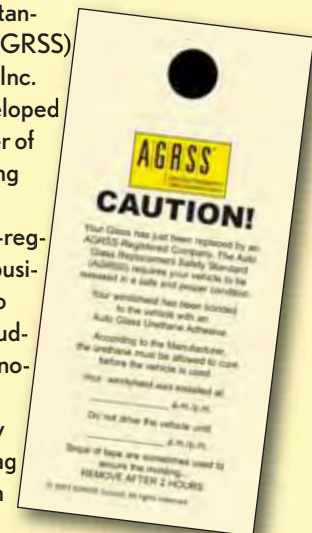 tan-
GRSS)
Inc.
eloped
r of
ng
-reg-
usi-
o
ud-
no-
y
ng
n
AGRSS
CAUTION!
Your Glass has just been replaced by an
AGRSS-Registered Company. The Auto
Glass Replacement Safety Standard
(AGRSS) requires your vehicle to be
released in a safe and proper condition.
Your windshield has been bonded
to the vehicle with an
Auto Glass Urethane Adhesive.
According to the Manufacturer,
the urethane must be allowed to cure
before the vehicle is used.
Your windshield was installed at
a.m./p.m.
Do not drive the vehicle until
a.m./p.m.
Strips of tape are sometimes used to
secure the molding...
REMOVE AFTER 2 HOURS
AGRSS Council. All rights reserved.